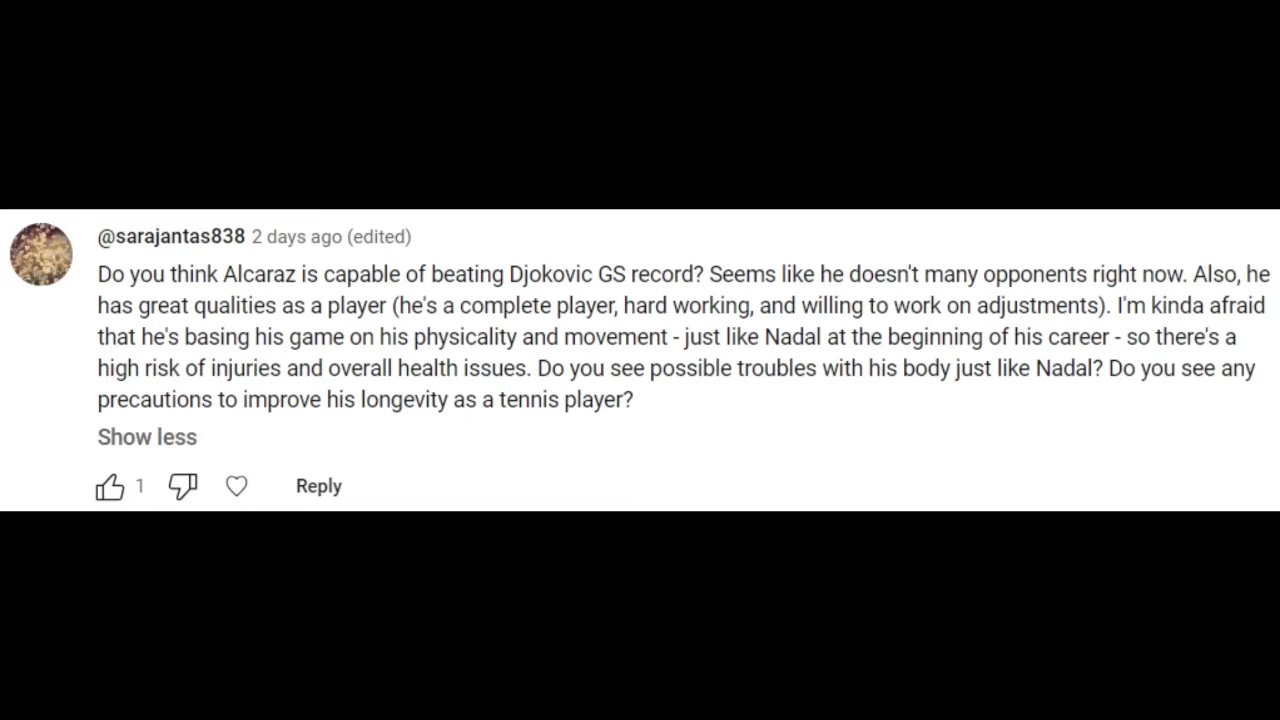 @sarajantas838 2 days ago (edited)
Do you think Alcaraz is capable of beating Djokovic GS record? Seems like he doesn't many opponents right now. Also, he
has great qualities as a player (he's a complete player, hard working, and willing to work on adjustments). I'm kinda afraid
that he's basing his game on his physicality and movement - just like Nadal at the beginning of his career - so there's a
high risk of injuries and overall health issues. Do you see possible troubles with his body just like Nadal? Do you see any
precautions to improve his longevity as a tennis player?
Show less
1 Reply